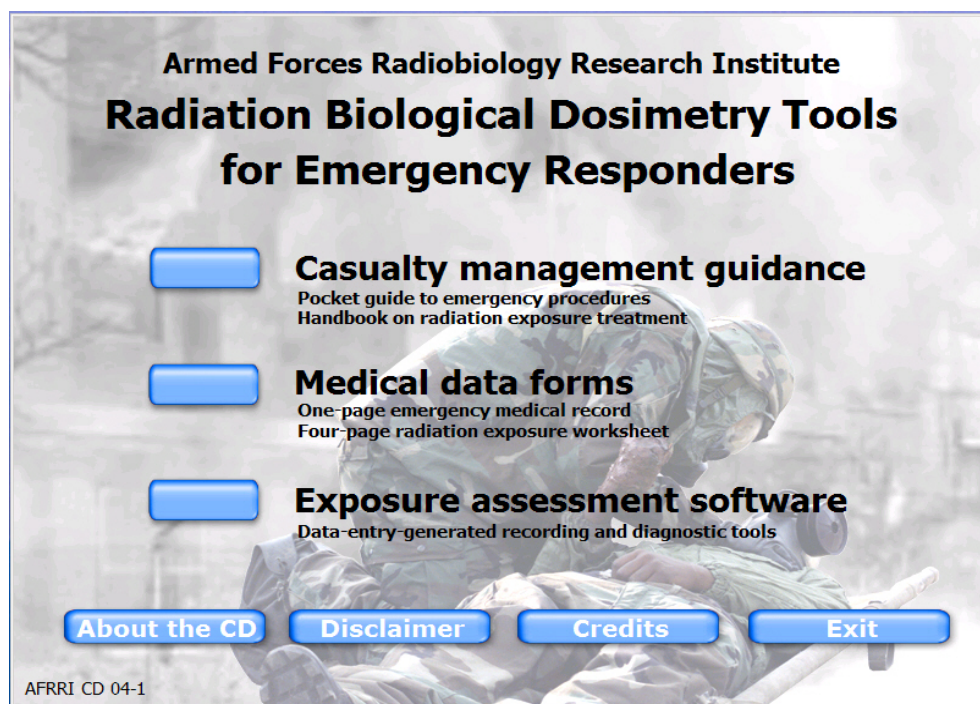 Armed Forces Radiobiology Research Institute
Radiation Biological Dosimetry Tools
for Emergency Responders
Casualty management guidance
Pocket guide to emergency procedures
Handbook on radiation exposure treatment
Medical data forms
One-page emergency medical record
Four-page radiation exposure worksheet
Exposure assessment software
Data-entry-generated recording and diagnostic tools
About the CD
Disclaimer
Credits
Exit
AFRRI CD 04-1